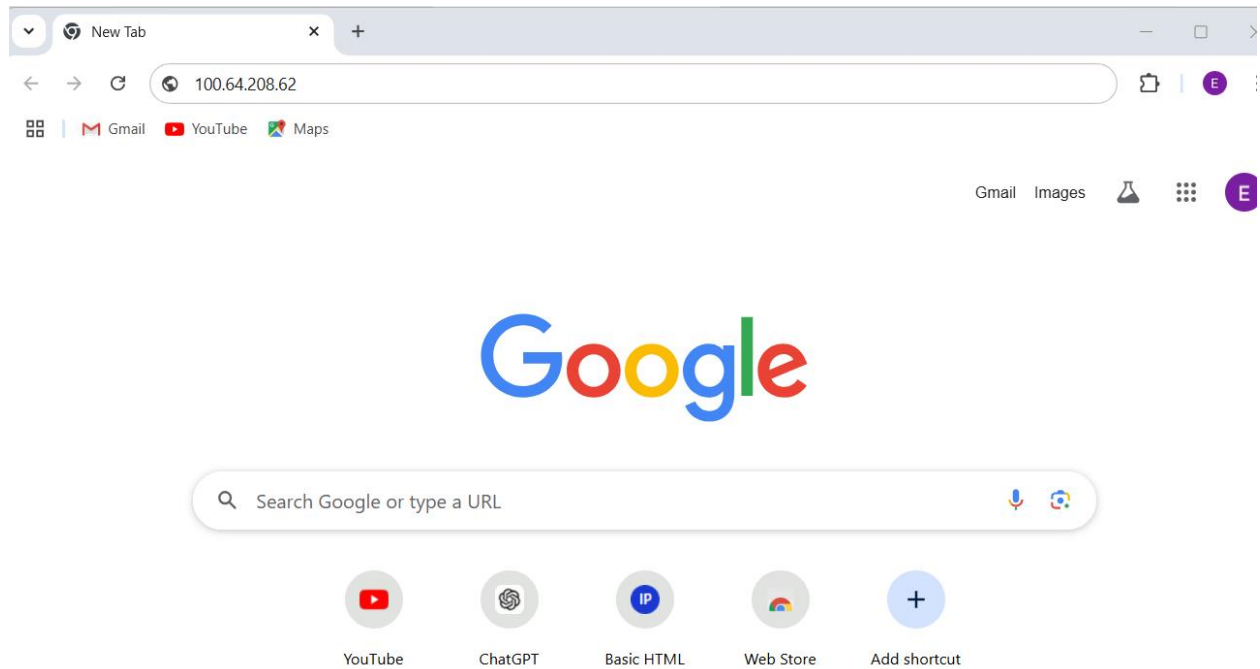 New Tab
100.64.208.62
E
Gmail YouTube Maps
Gmail Images
E
Google
Search Google or type a URL
IP
YouTube ChatGPT Basic HTML Web Store Add shortcut